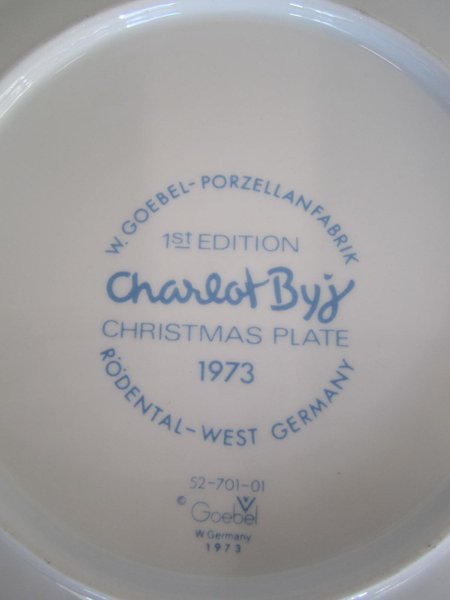 W. GOEBEL-PORZELLANFABRIK
1st EDITION
Charlot Byj
CHRISTMAS PLATE
1973
RÖDENTAL-WEST GERMANY
52-701-01
© Goebel
W.Germany
1973